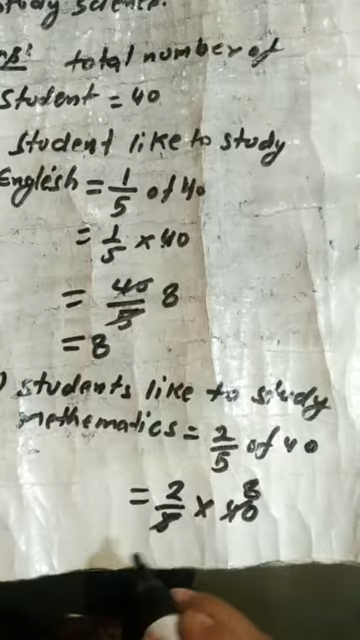 study science.
total number of
student = 40
Student like to study
English = 1/5 of 40
= 1/5 × 40
= 40/5 8
= 8
) students like to study
mathematics = 2/5 of 40
= 2/5 × 40 8